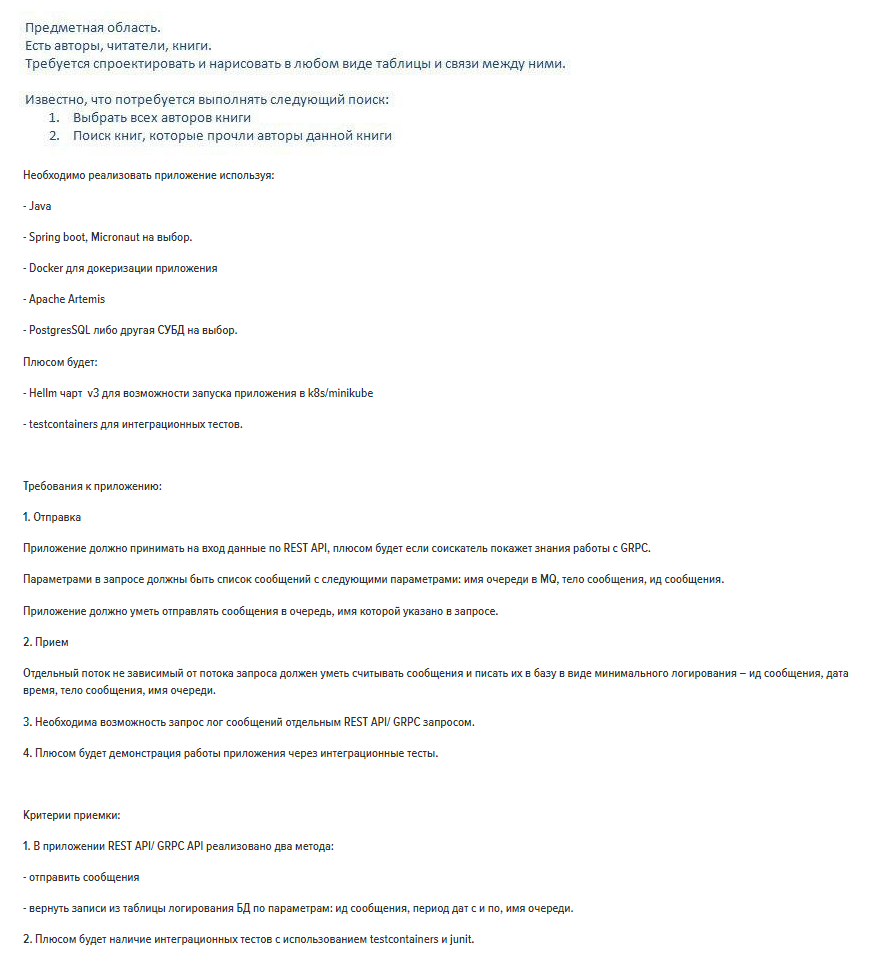 Предметная область.
Есть авторы, читатели, книги.
Требуется спроектировать и нарисовать в любом виде таблицы и связи между ними.
Известно, что потребуется выполнять следующий поиск:
1. Выбрать всех авторов книги
2. Поиск книг, которые прочли авторы данной книги
Необходимо реализовать приложение используя:
- Java
- Spring boot, Micronaut на выбор.
- Docker для докеризации приложения
- Apache Artemis
- PostgresSQL либо другая СУБД на выбор.
Плюсом будет:
- Hellm чарт v3 для возможности запуска приложения в k8s/minikube
- testcontainers для интеграционных тестов.
Требования к приложению:
1. Отправка
Приложение должно принимать на вход данные по REST API, плюсом будет если соискатель покажет знания работы с GRPC.
Параметрами в запросе должны быть список сообщений с следующими параметрами: имя очереди в MQ, тело сообщения, ид сообщения.
Приложение должно уметь отправлять сообщения в очередь, имя которой указано в запросе.
2. Прием
Отдельный поток не зависимый от потока запроса должен уметь считывать сообщения и писать их в базу в виде минимального логирования – ид сообщения, дата
время, тело сообщения, имя очереди.
3. Необходима возможность запрос лог сообщений отдельным REST API/ GRPC запросом.
4. Плюсом будет демонстрация работы приложения через интеграционные тесты.
Критерии приемки:
1. В приложении REST API/ GRPC API реализовано два метода:
- отправить сообщения
- вернуть записи из таблицы логирования БД по параметрам: ид сообщения, период дат с и по, имя очереди.
2. Плюсом будет наличие интеграционных тестов с использованием testcontainers и junit.